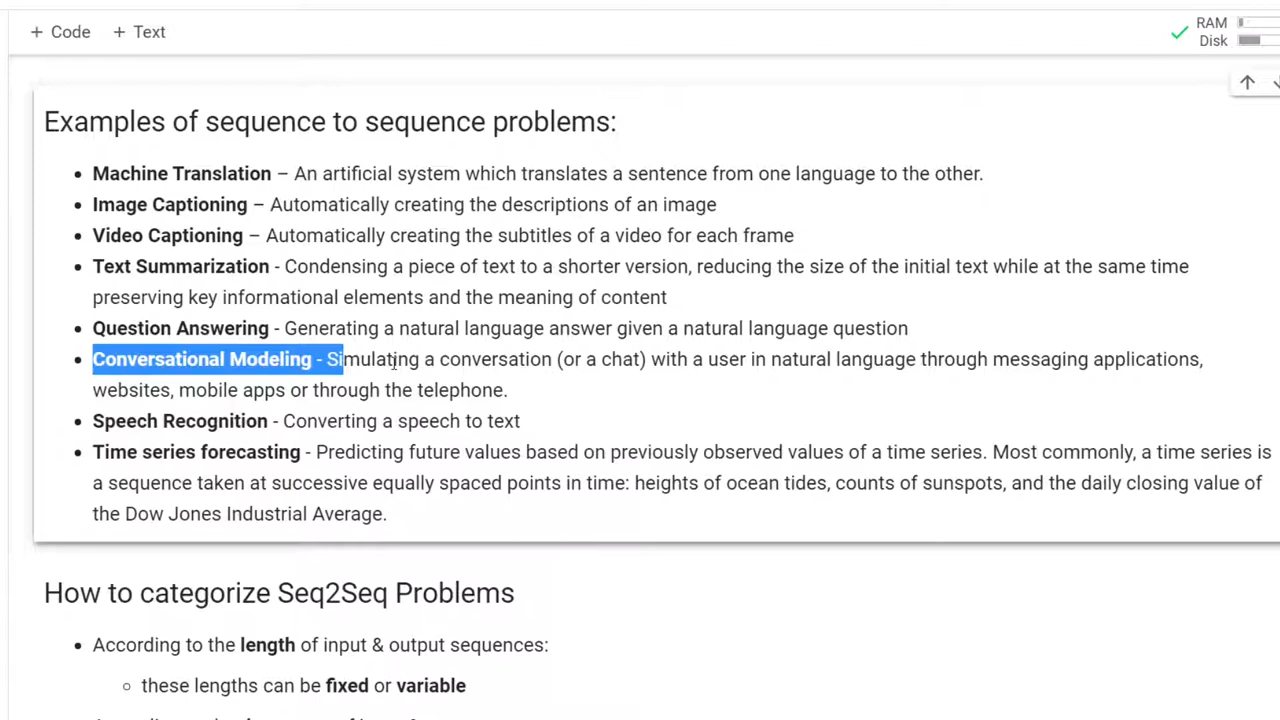 + Code + Text
RAM
Disk
Examples of sequence to sequence problems:
• Machine Translation – An artificial system which translates a sentence from one language to the other.
• Image Captioning – Automatically creating the descriptions of an image
• Video Captioning – Automatically creating the subtitles of a video for each frame
• Text Summarization - Condensing a piece of text to a shorter version, reducing the size of the initial text while at the same time
preserving key informational elements and the meaning of content
• Question Answering - Generating a natural language answer given a natural language question
• Conversational Modeling - Simulating a conversation (or a chat) with a user in natural language through messaging applications,
websites, mobile apps or through the telephone.
• Speech Recognition - Converting a speech to text
• Time series forecasting - Predicting future values based on previously observed values of a time series. Most commonly, a time series is
a sequence taken at successive equally spaced points in time: heights of ocean tides, counts of sunspots, and the daily closing value of
the Dow Jones Industrial Average.
How to categorize Seq2Seq Problems
• According to the length of input & output sequences:
◦ these lengths can be fixed or variable